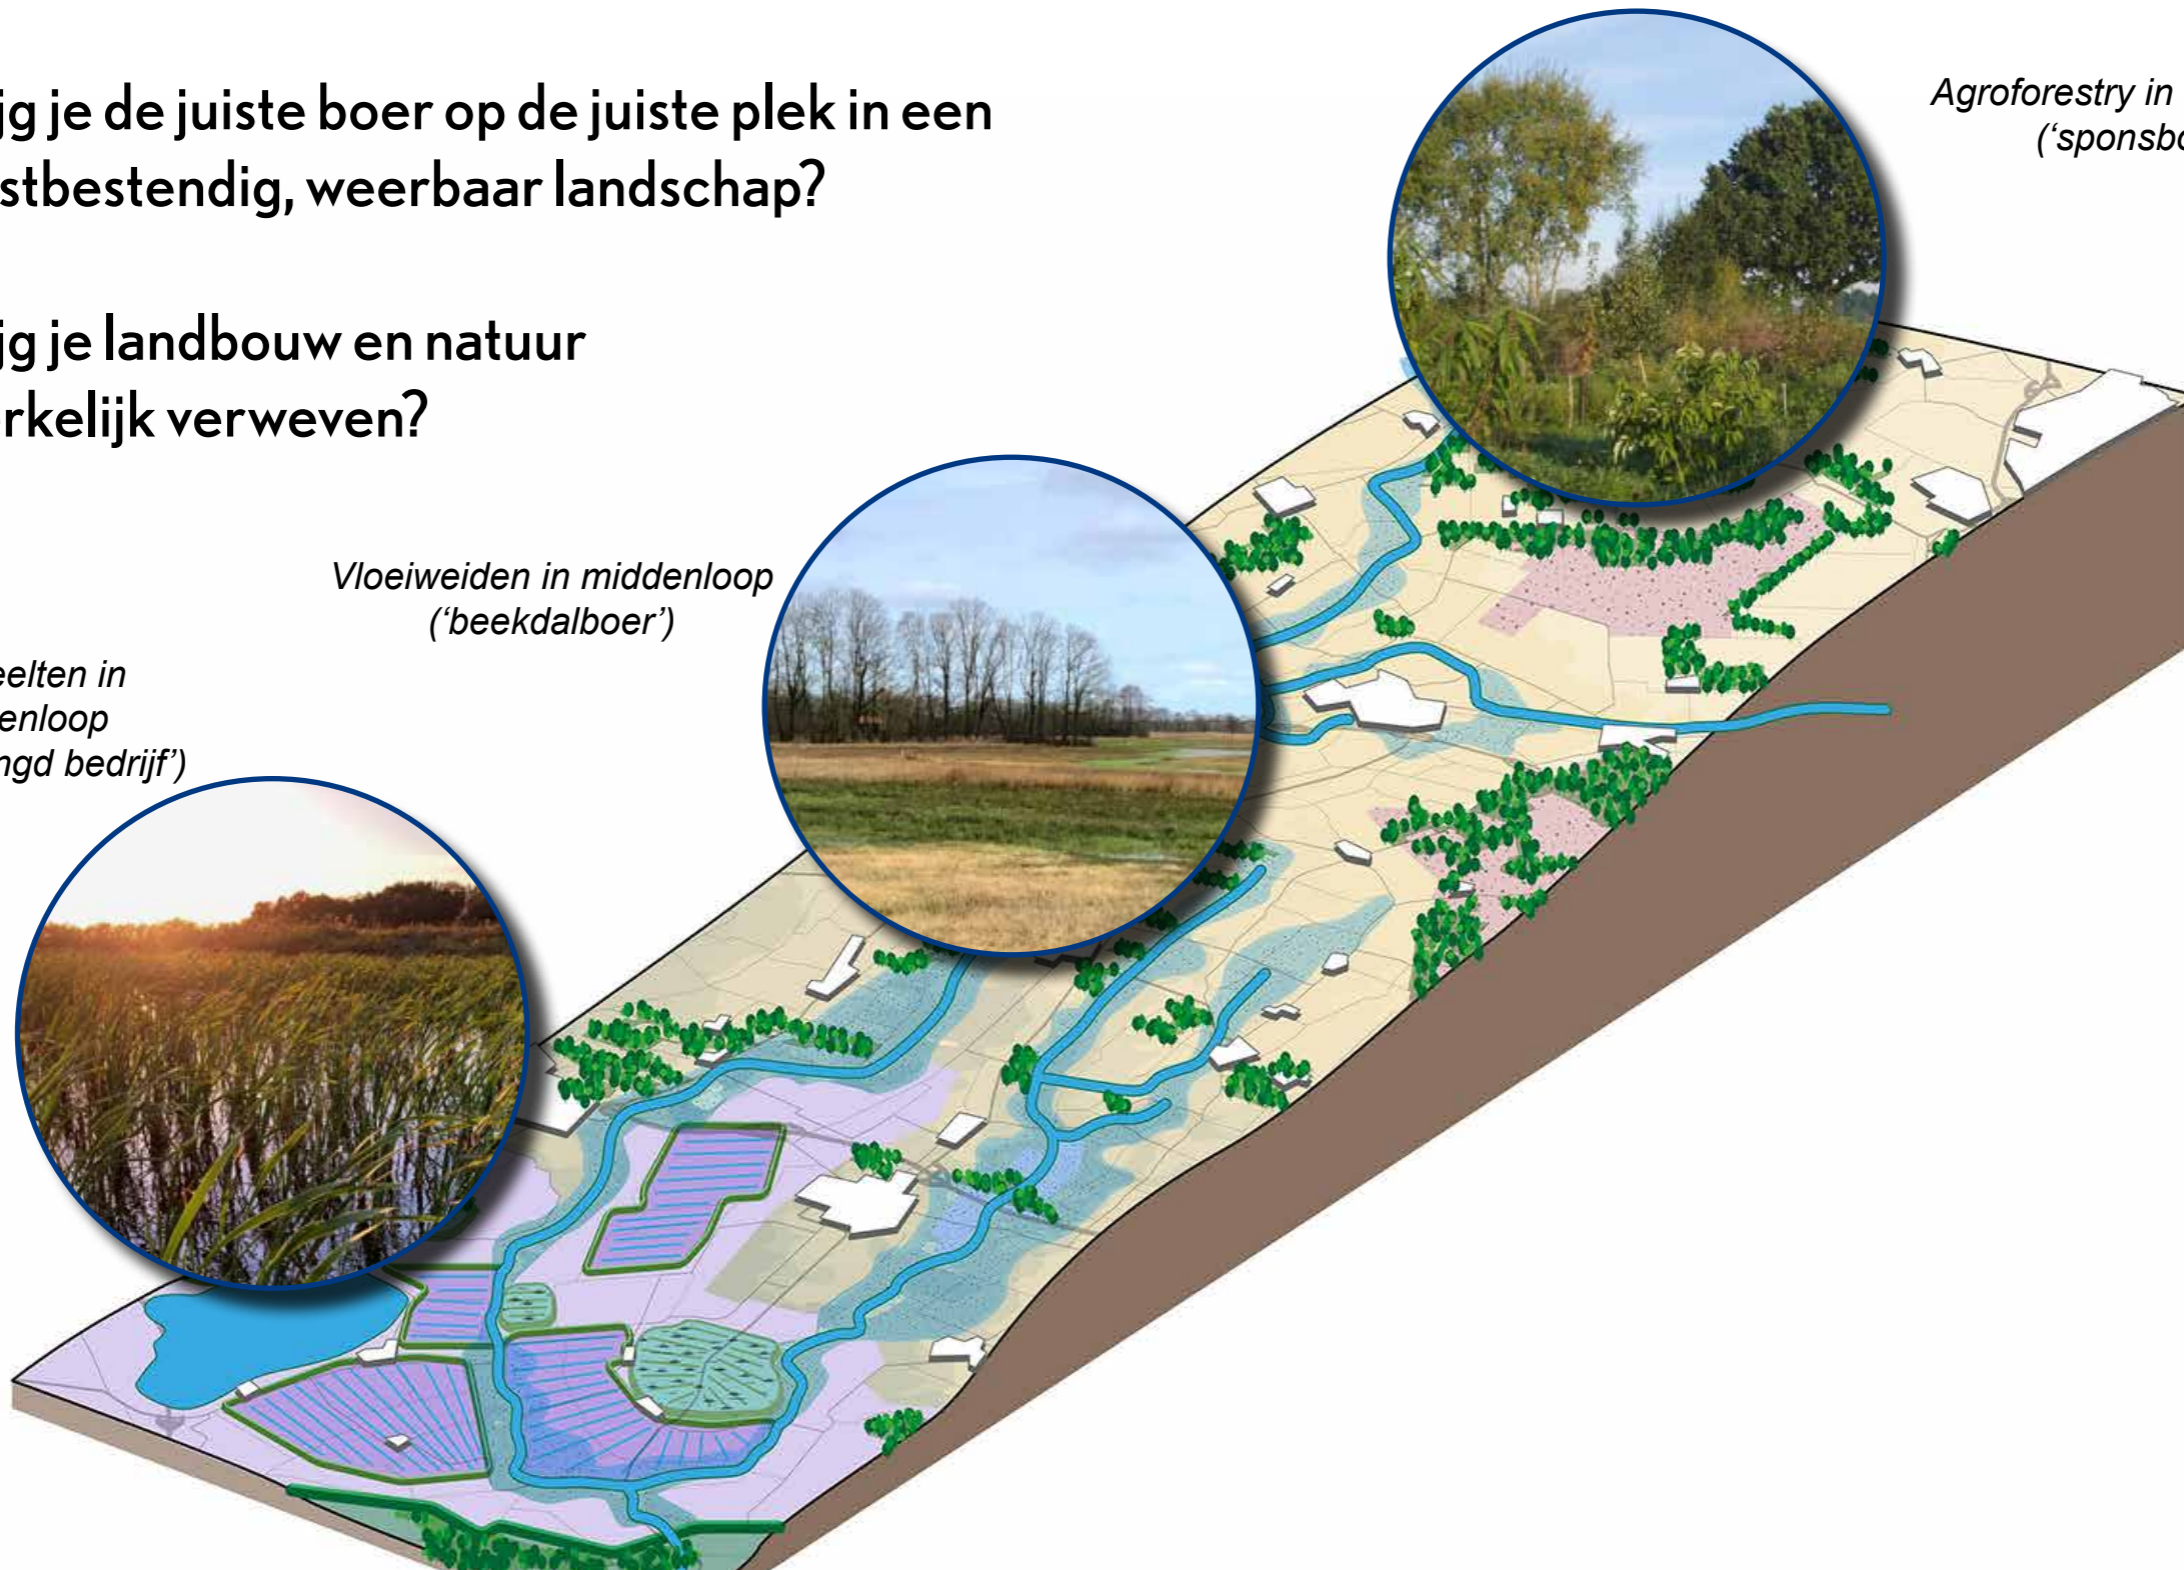 jg je de juiste boer op de juiste plek in een
stbestendig, weerbaar landschap?
jg je landbouw en natuur
rkelijk verweven?
Agroforestry in
(‘sponsbo
Vloeiweiden in middenloop
(‘beekdalboer’)
eelten in
enloop
ngd bedrijf’)